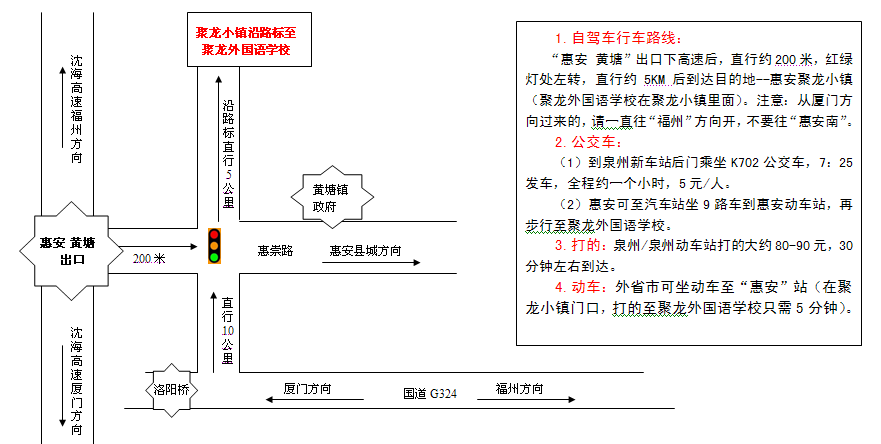 聚龙小镇沿路标至
聚龙外国语学校
沈海高速福州方向
沿路标直行5公里
黄塘镇
政府
惠安 黄塘
出口
200 米
惠崇路
惠安县城方向
直行10公里
沈海高速厦门方向
洛阳桥
厦门方向
国道 G324
福州方向
1. 自驾车行车路线：
“惠安 黄塘”出口下高速后，直行约 200 米，红绿
灯处左转，直行约 5KM 后到达目的地--惠安聚龙小镇
（聚龙外国语学校在聚龙小镇里面）。注意：从厦门方
向过来的，请一直往“福州”方向开，不要往“惠安南”。
2. 公交车：
（1）到泉州新车站后门乘坐 K702 公交车，7：25
发车，全程约一个小时，5 元/人。
（2）惠安可至汽车站坐 9 路车到惠安动车站，再
步行至聚龙外国语学校。
3. 打的：泉州/泉州动车站打的大约 80-90 元，30
分钟左右到达。
4. 动车：外省市可坐动车至“惠安”站（在聚
龙小镇门口，打的至聚龙外国语学校只需 5 分钟）。